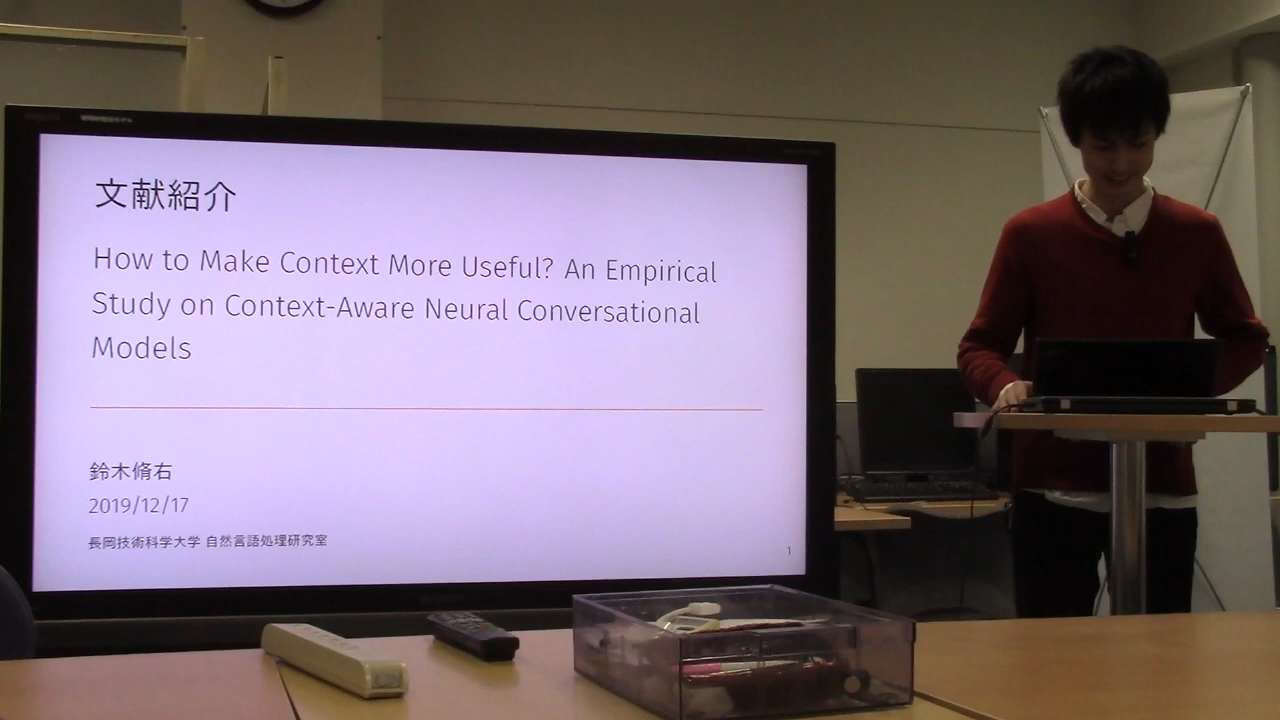 文献紹介
How to Make Context More Useful? An Empirical
Study on Context-Aware Neural Conversational
Models
鈴木脩右
2019/12/17
長岡技術科学大学 自然言語処理研究室
1